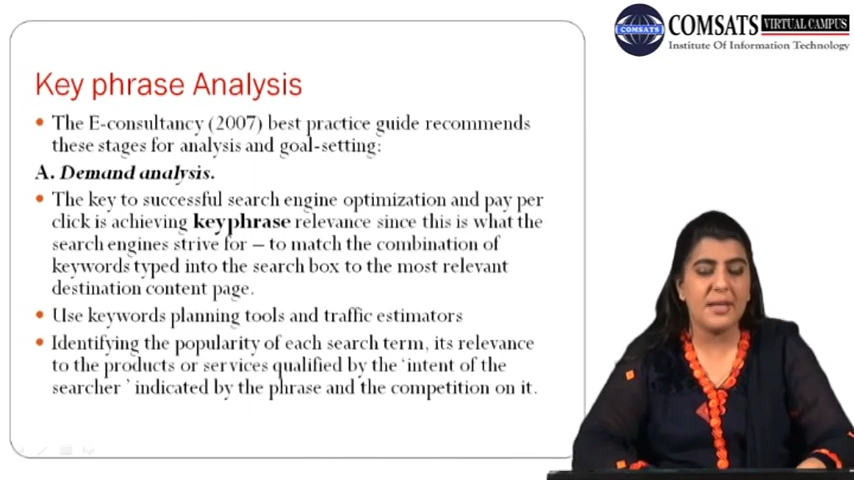 COMSATS VIRTUAL CAMPUS
COMSATS
Institute Of Information Technology
Key phrase Analysis
• The E-consultancy (2007) best practice guide recommends
these stages for analysis and goal-setting:
A. Demand analysis.
• The key to successful search engine optimization and pay per
click is achieving keyphrase relevance since this is what the
search engines strive for – to match the combination of
keywords typed into the search box to the most relevant
destination content page.
• Use keywords planning tools and traffic estimators
• Identifying the popularity of each search term, its relevance
to the products or services qualified by the ‘intent of the
searcher ’ indicated by the phrase and the competition on it.